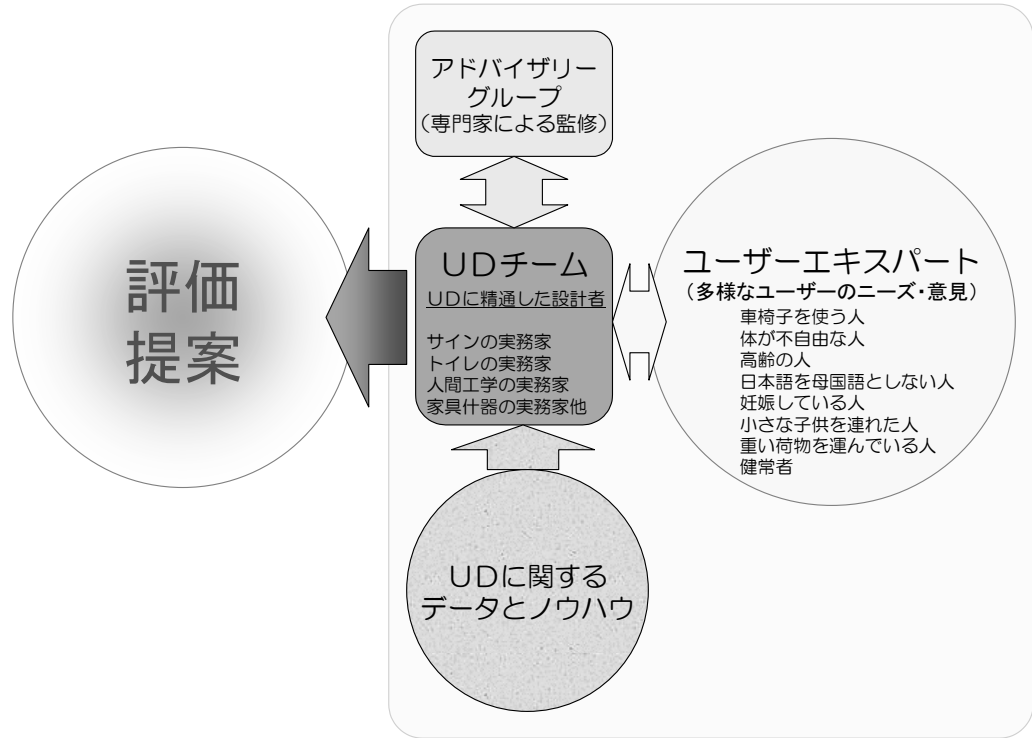 アドバイザリー
グループ
（専門家による監修）
評価
提案
UDチーム
UDに精通した設計者
サインの実務家
トイレの実務家
人間工学の実務家
家具什器の実務家他
ユーザーエキスパート
（多様なユーザーのニーズ・意見）
車椅子を使う人
体が不自由な人
高齢の人
日本語を母国語としない人
妊娠している人
小さな子供を連れた人
重い荷物を運んでいる人
健常者
UDに関する
データとノウハウ